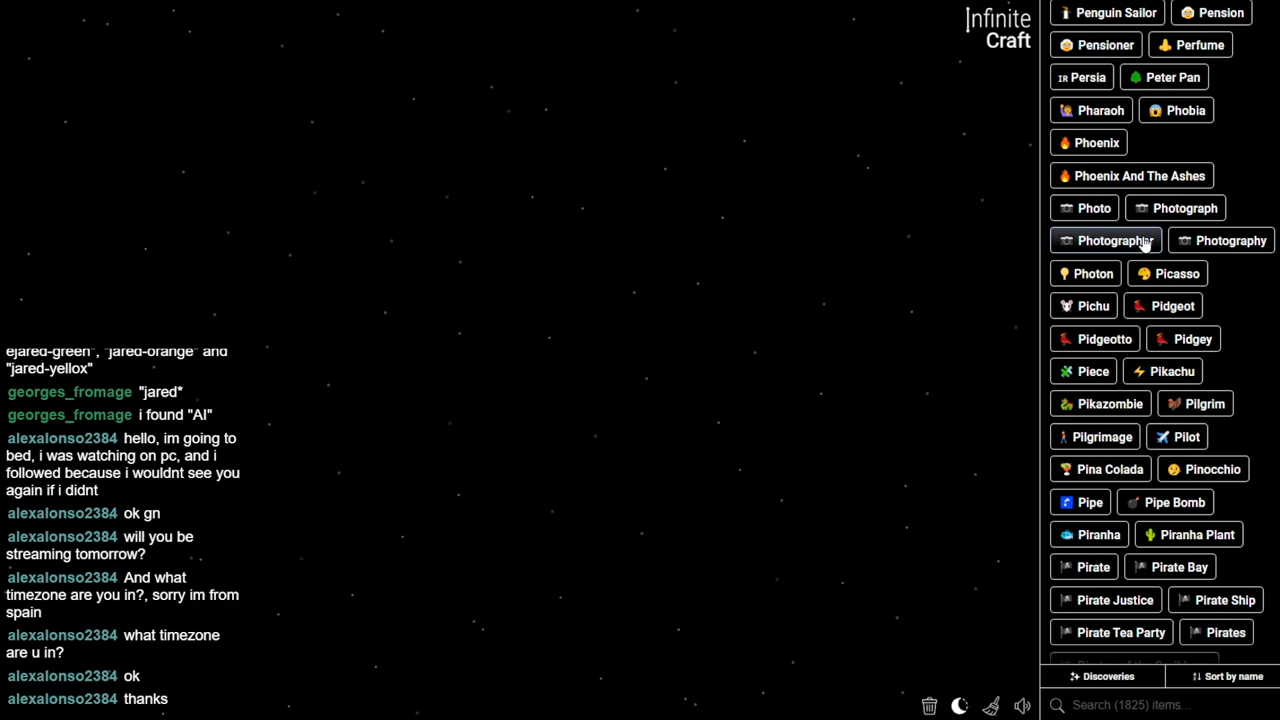 Infinite
Craft
ejared-green", "jared-orange" and
"jared-yellox"
georges_fromage "jared*
georges_fromage i found "AI"
alexalonso2384 hello, im going to
bed, i was watching on pc, and i
followed because i wouldnt see you
again if i didnt
alexalonso2384 ok gn
alexalonso2384 will you be
streaming tomorrow?
alexalonso2384 And what
timezone are you in?, sorry im from
spain
alexalonso2384 what timezone
are u in?
alexalonso2384 ok
alexalonso2384 thanks
Penguin Sailor Pension
Pensioner Perfume
IR Persia Peter Pan
Pharaoh Phobia
Phoenix
Phoenix And The Ashes
Photo Photograph
Photographer Photography
Photon Picasso
Pichu Pidgeot
Pidgeotto Pidgey
Piece Pikachu
Pikazombie Pilgrim
Pilgrimage Pilot
Pina Colada Pinocchio
Pipe Pipe Bomb
Piranha Piranha Plant
Pirate Pirate Bay
Pirate Justice Pirate Ship
Pirate Tea Party Pirates
Discoveries Sort by name
Search (1825) items...